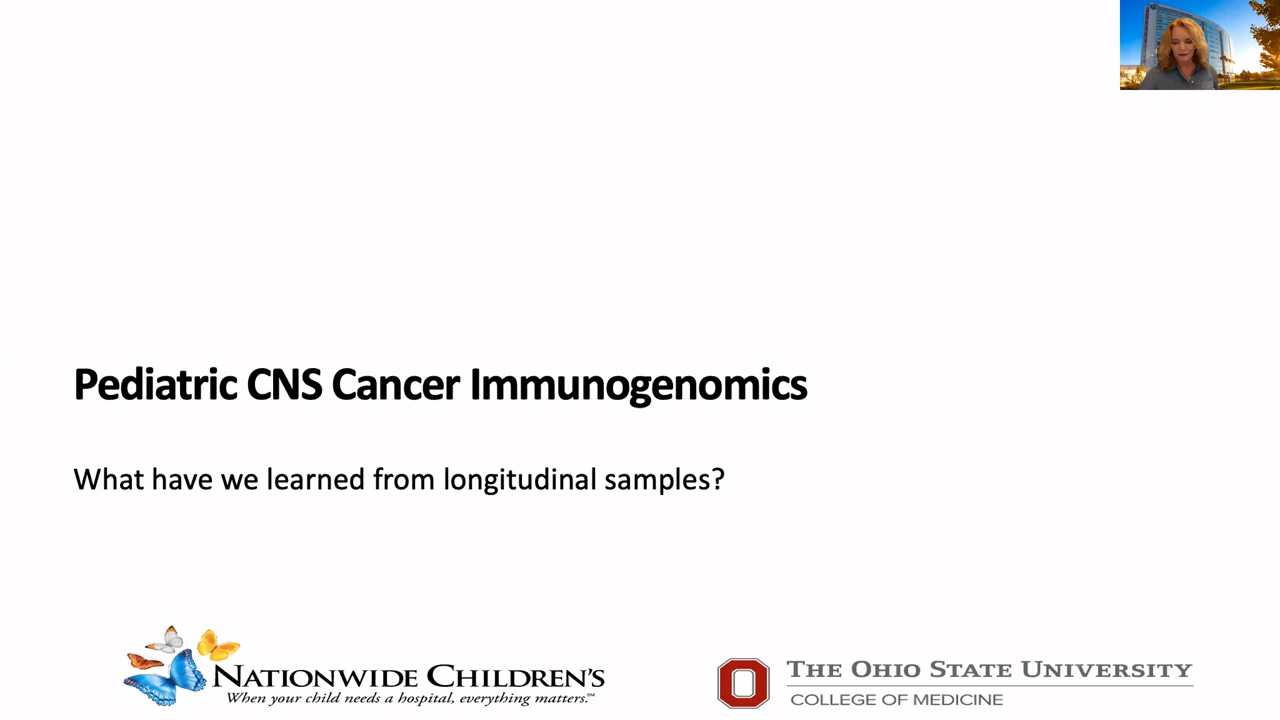 Pediatric CNS Cancer Immunogenomics
What have we learned from longitudinal samples?
NATIONWIDE CHILDREN'S
When your child needs a hospital, everything matters.℠
THE OHIO STATE UNIVERSITY
COLLEGE OF MEDICINE